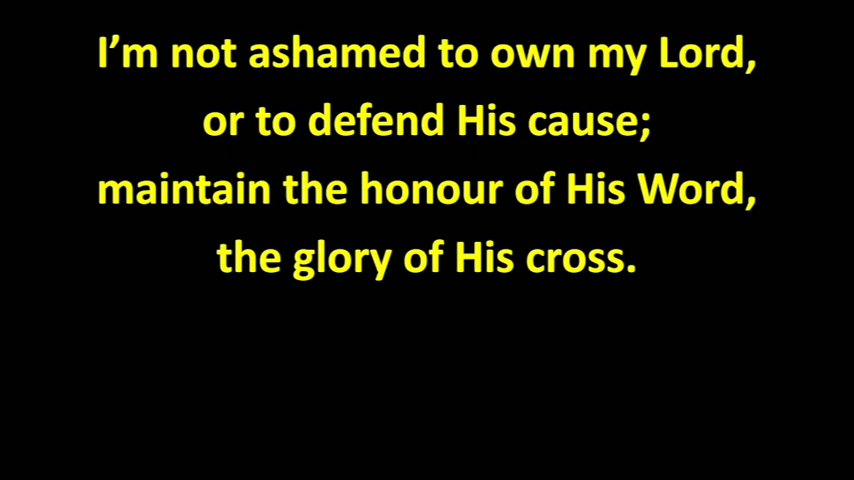 I’m not ashamed to own my Lord,
or to defend His cause;
maintain the honour of His Word,
the glory of His cross.